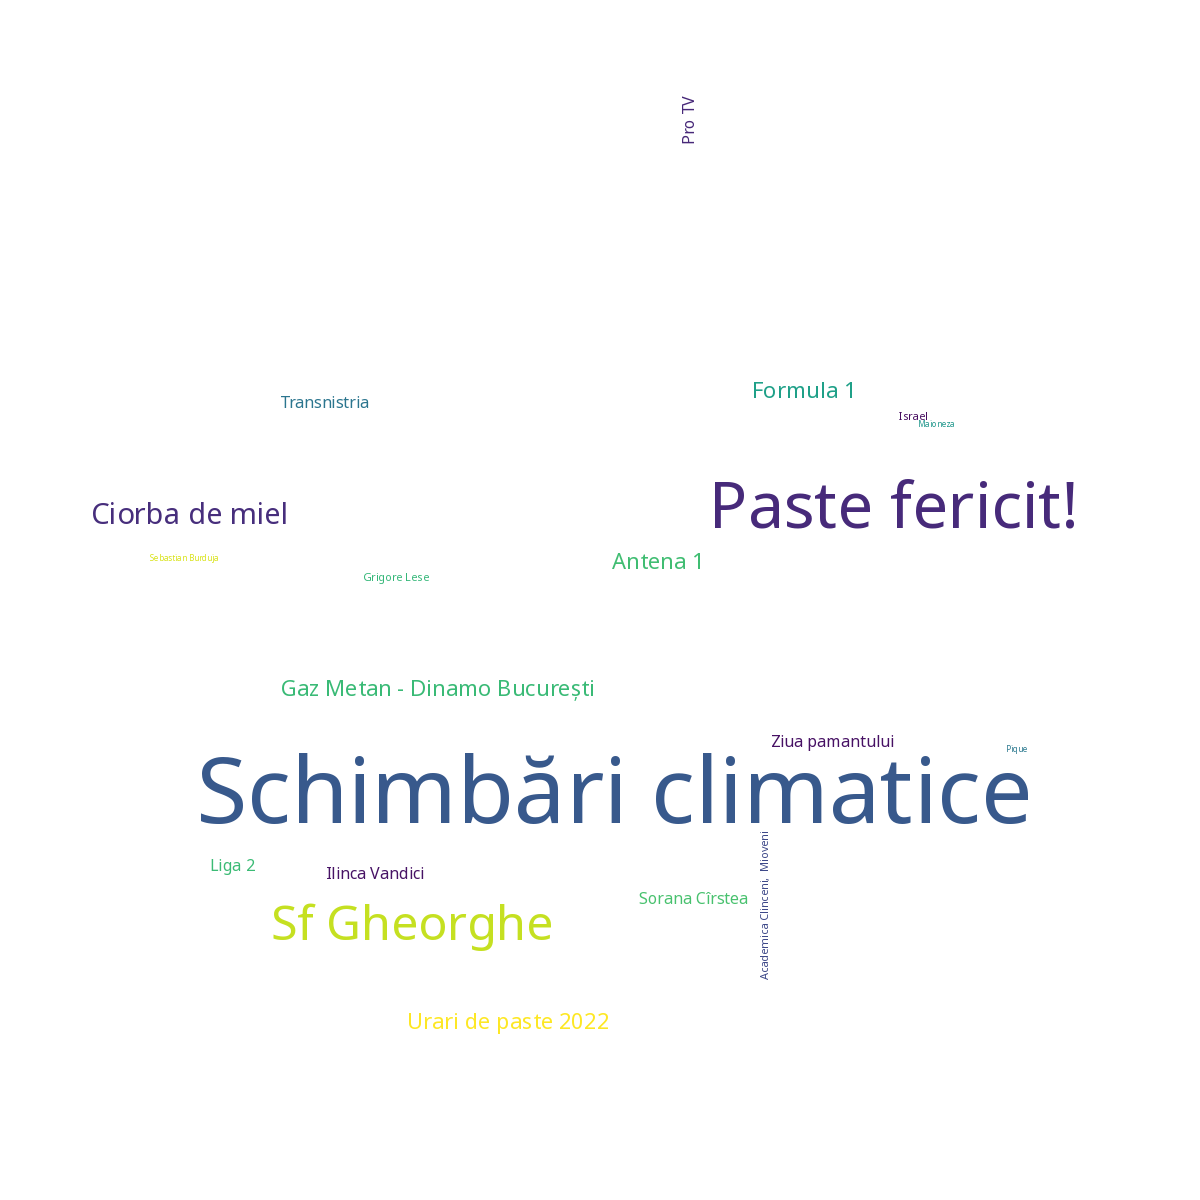 Pro TV
Formula 1
Transnistria
Israel
Maioneza
Paste fericit!
Ciorba de miel
Sebastian Burduja
Antena 1
Grigore Lese
Gaz Metan - Dinamo București
Ziua pamantului
Pique
Schimbări climatice
Liga 2
Ilinca Vandici
Sorana Cîrstea
Academica Clinceni, Mioveni
Sf Gheorghe
Urari de paste 2022